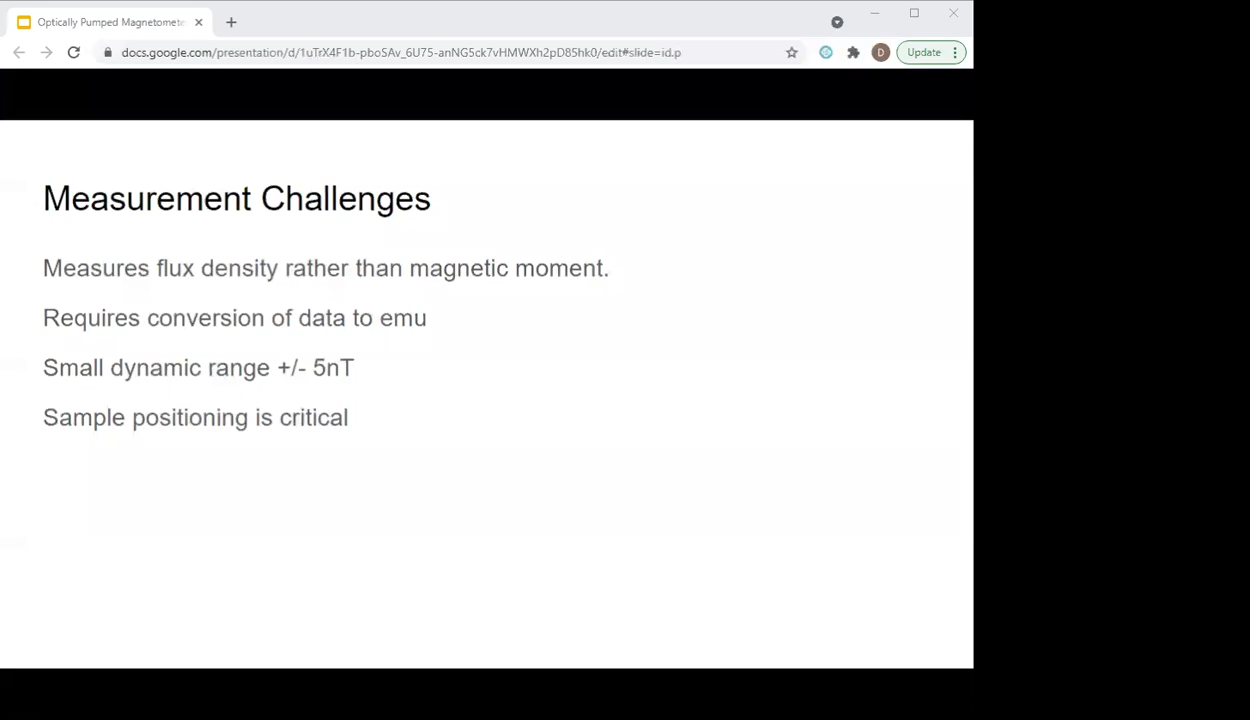 Optically Pumped Magnetomete
docs.google.com/presentation/d/1uTrX4F1b-pboSAv_6U75-anNG5ck7vHMWXh2pD85hk0/edit#slide=id.p
D
Update
Measurement Challenges
Measures flux density rather than magnetic moment.
Requires conversion of data to emu
Small dynamic range +/- 5nT
Sample positioning is critical